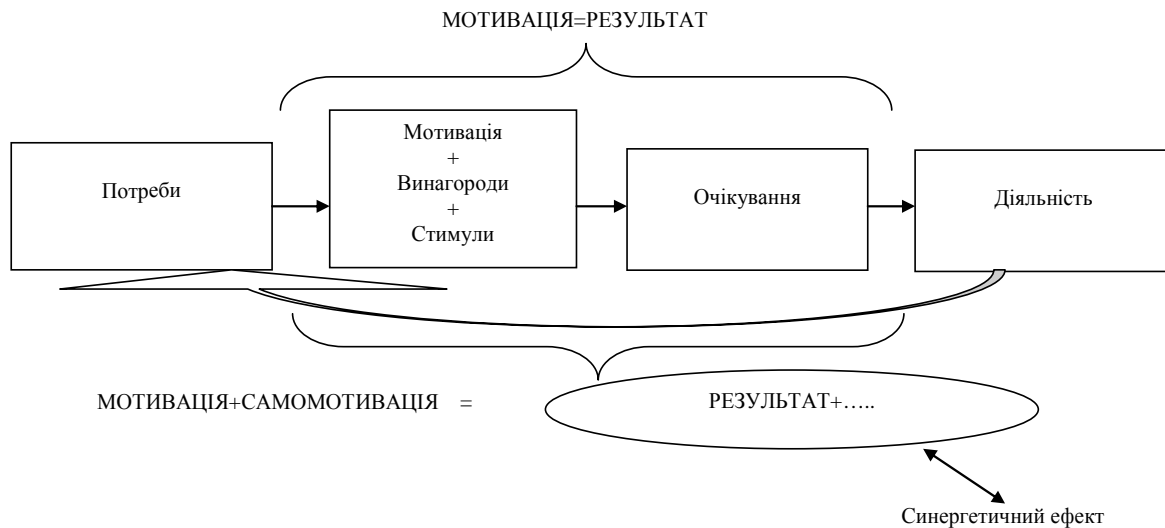 МОТИВАЦІЯ=РЕЗУЛЬТАТ
Потреби
Мотивація
+
Винагороди
+
Стимули
Очікування
Діяльність
МОТИВАЦІЯ+САМОМОТИВАЦІЯ =
РЕЗУЛЬТАТ+…..
Синергетичний ефект